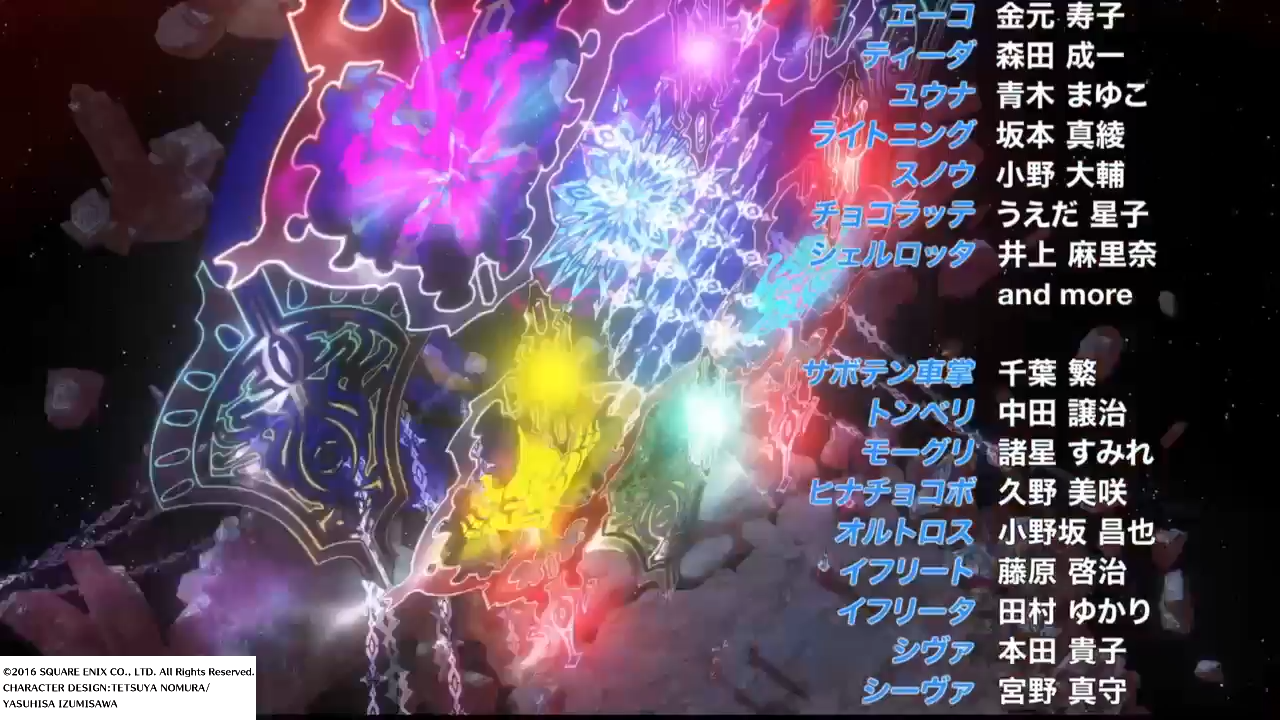 エーコ 金元 寿子
ティーダ 森田 成一
ユウナ 青木 まゆこ
ライトニング 坂本 真綾
スノウ 小野 大輔
チョコラッテ うえだ 星子
シェルロッタ 井上 麻里奈
and more
サボテン車掌 千葉 繁
トンベリ 中田 譲治
モーグリ 諸星 すみれ
ヒナチョコボ 久野 美咲
オルトロス 小野坂 昌也
イフリート 藤原 啓治
イフリータ 田村 ゆかり
シヴァ 本田 貴子
シーヴァ 宮野 真守
©2016 SQUARE ENIX CO., LTD. All Rights Reserved.
CHARACTER DESIGN:TETSUYA NOMURA/
YASUHISA IZUMISAWA